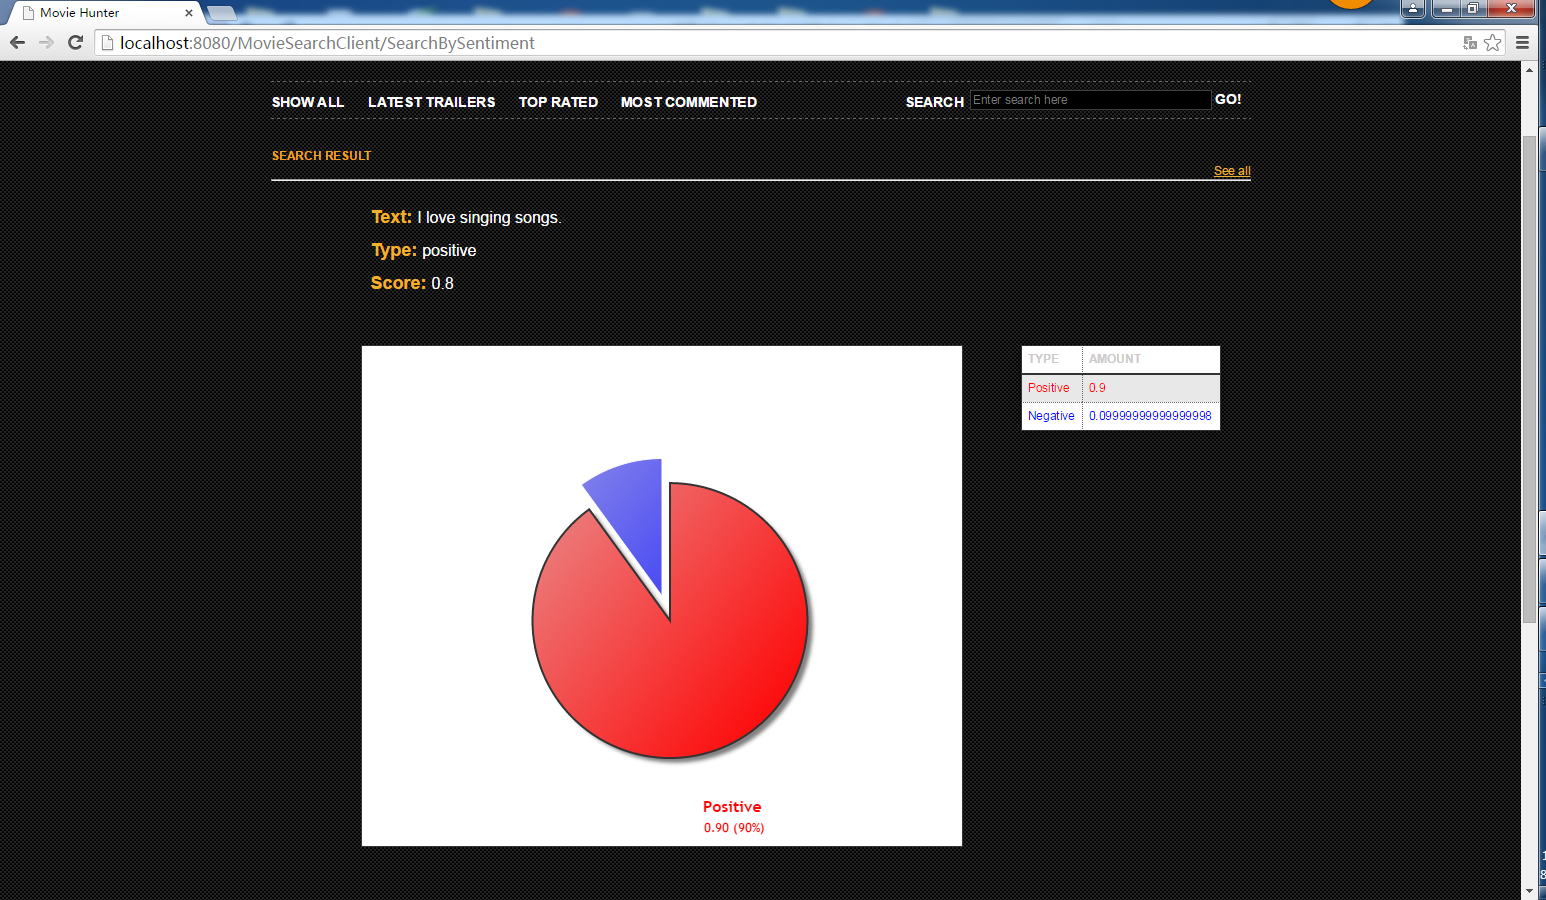 Movie Hunter
localhost:8080/MovieSearchClient/SearchBySentiment
SHOW ALL LATEST TRAILERS TOP RATED MOST COMMENTED SEARCH Enter search here GO!
SEARCH RESULT
See all
Text: I love singing songs.
Type: positive
Score: 0.8
TYPE AMOUNT
Positive 0.9
Negative 0.09999999999999998
Positive
0.90 (90%)